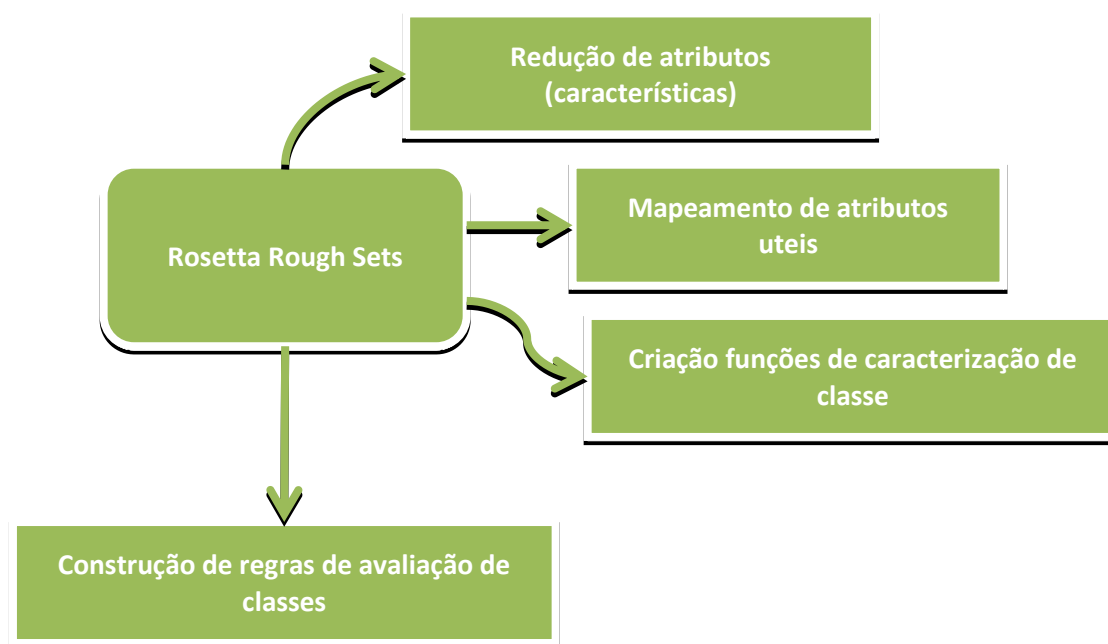 Redução de atributos
(características)
Mapeamento de atributos
uteis
Rosetta Rough Sets
Criação funções de caracterização de
classe
Construção de regras de avaliação de
classes